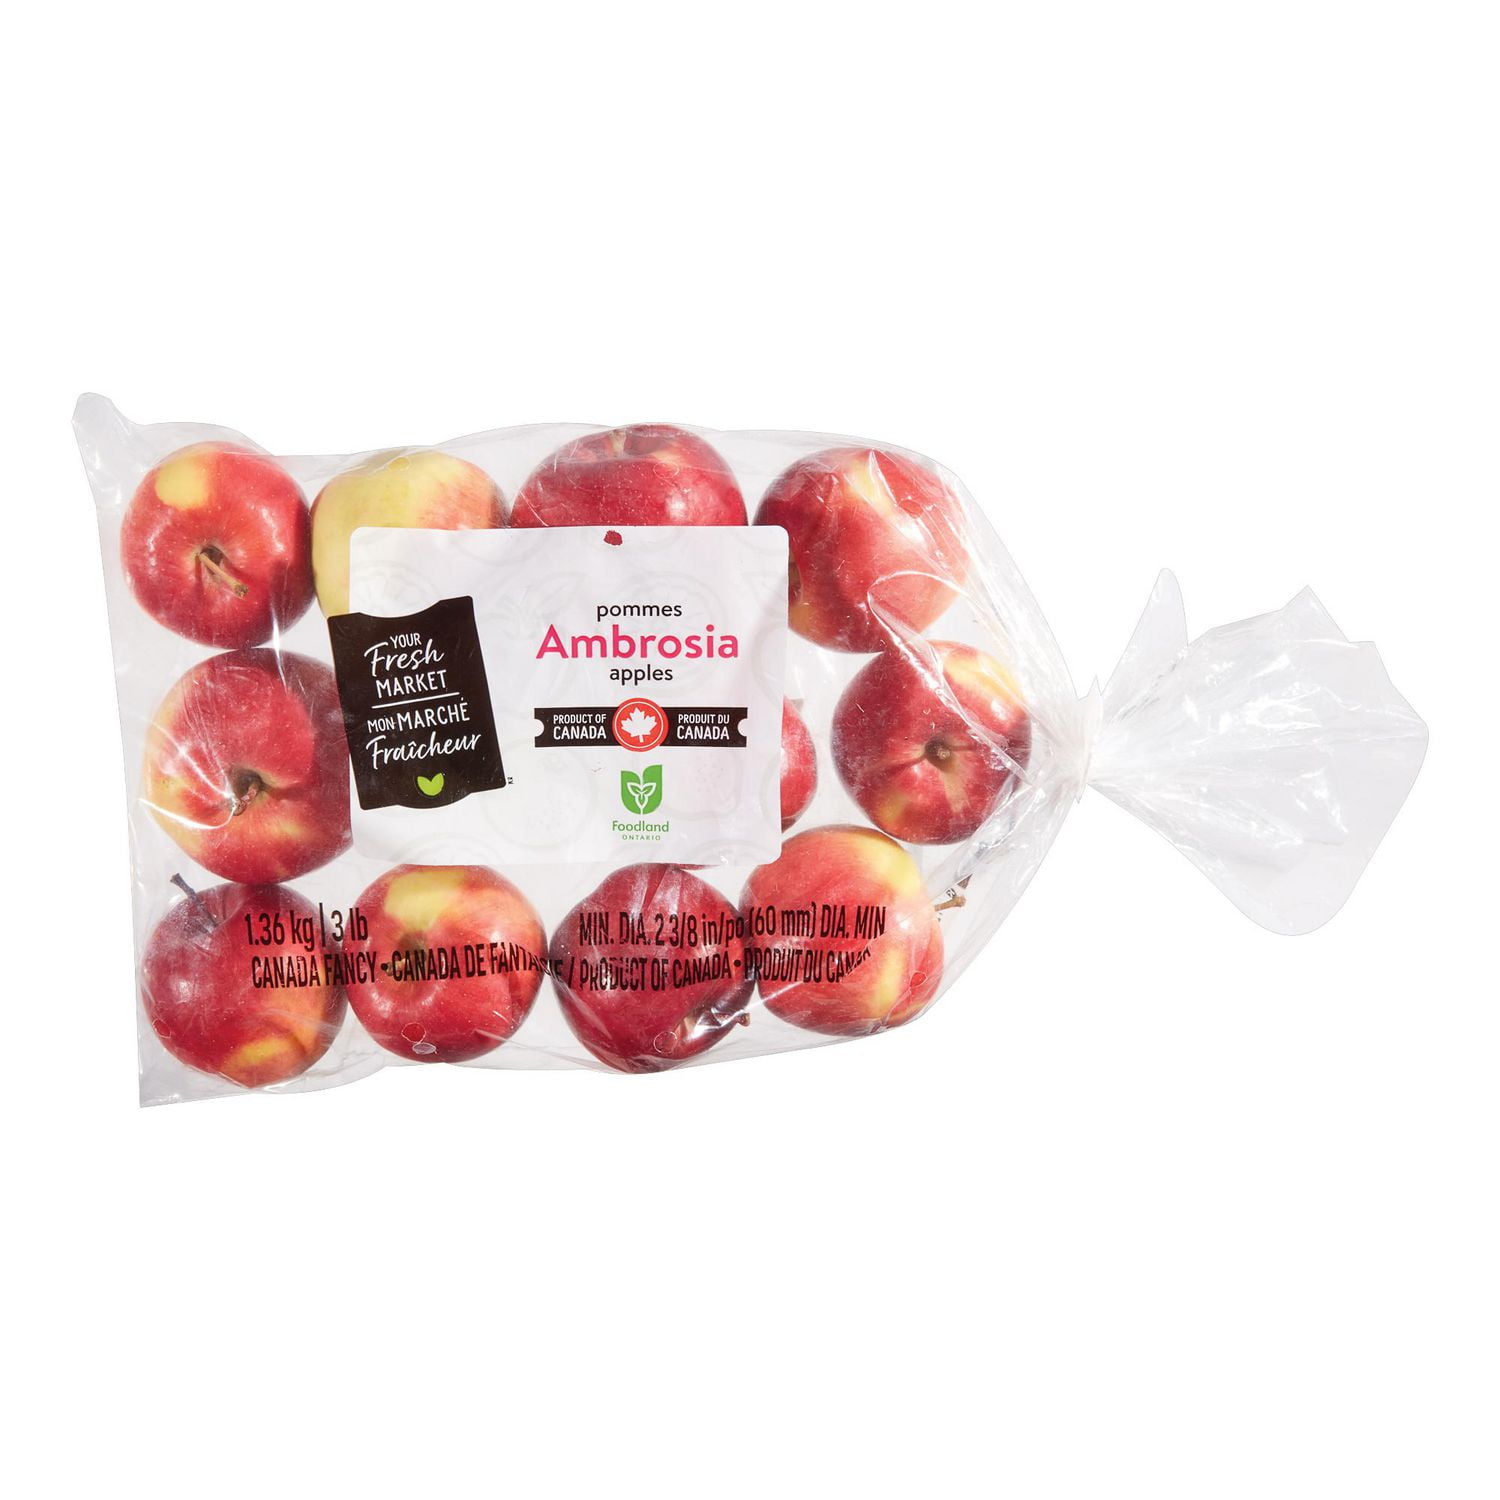 YOUR
Fresh
MARKET
MON MARCHÉ
Fraîcheur
pommes
Ambrosia
apples
PRODUCT OF
CANADA
PRODUIT DU
CANADA
Foodland
ONTARIO
1.36 kg | 3 lb
CANADA FANCY • CANADA DE FANTAISIE /
MIN. DIA. 2 3/8 in/po (60 mm) DIA. MIN
PRODUCT OF CANADA • PRODUIT DU CANADA